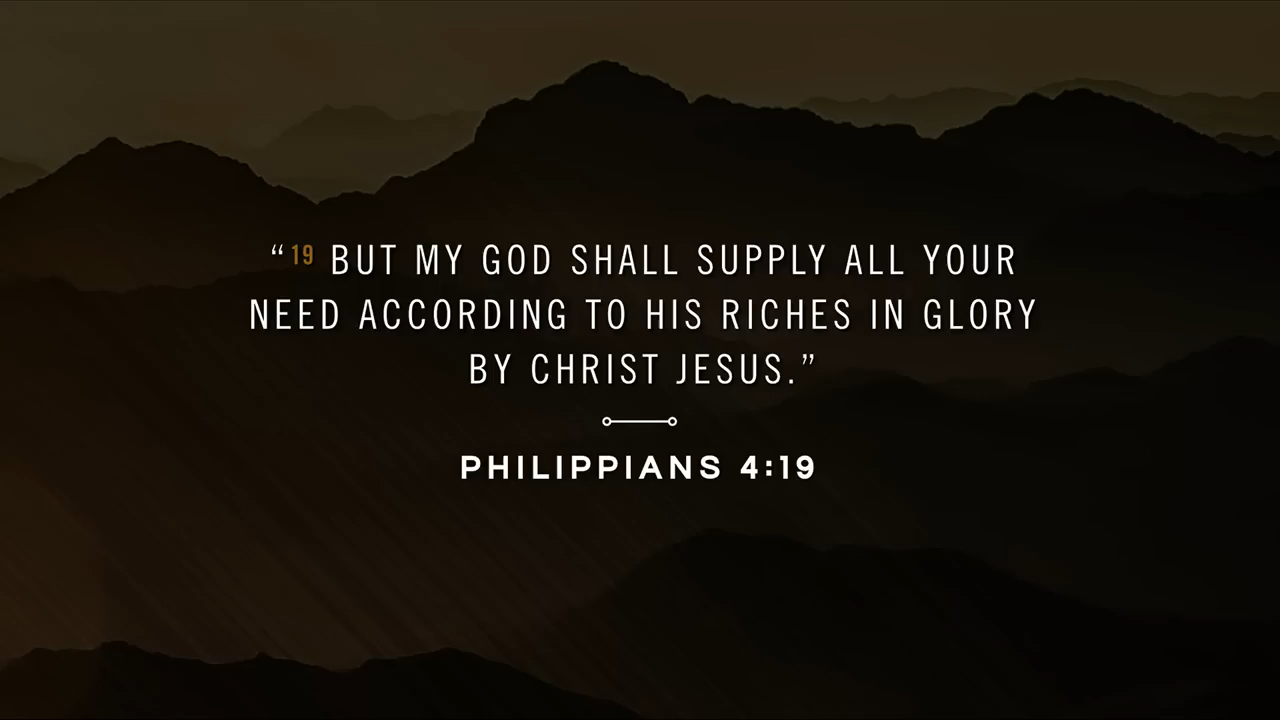 “19 BUT MY GOD SHALL SUPPLY ALL YOUR
NEED ACCORDING TO HIS RICHES IN GLORY
BY CHRIST JESUS.”
PHILIPPIANS 4:19